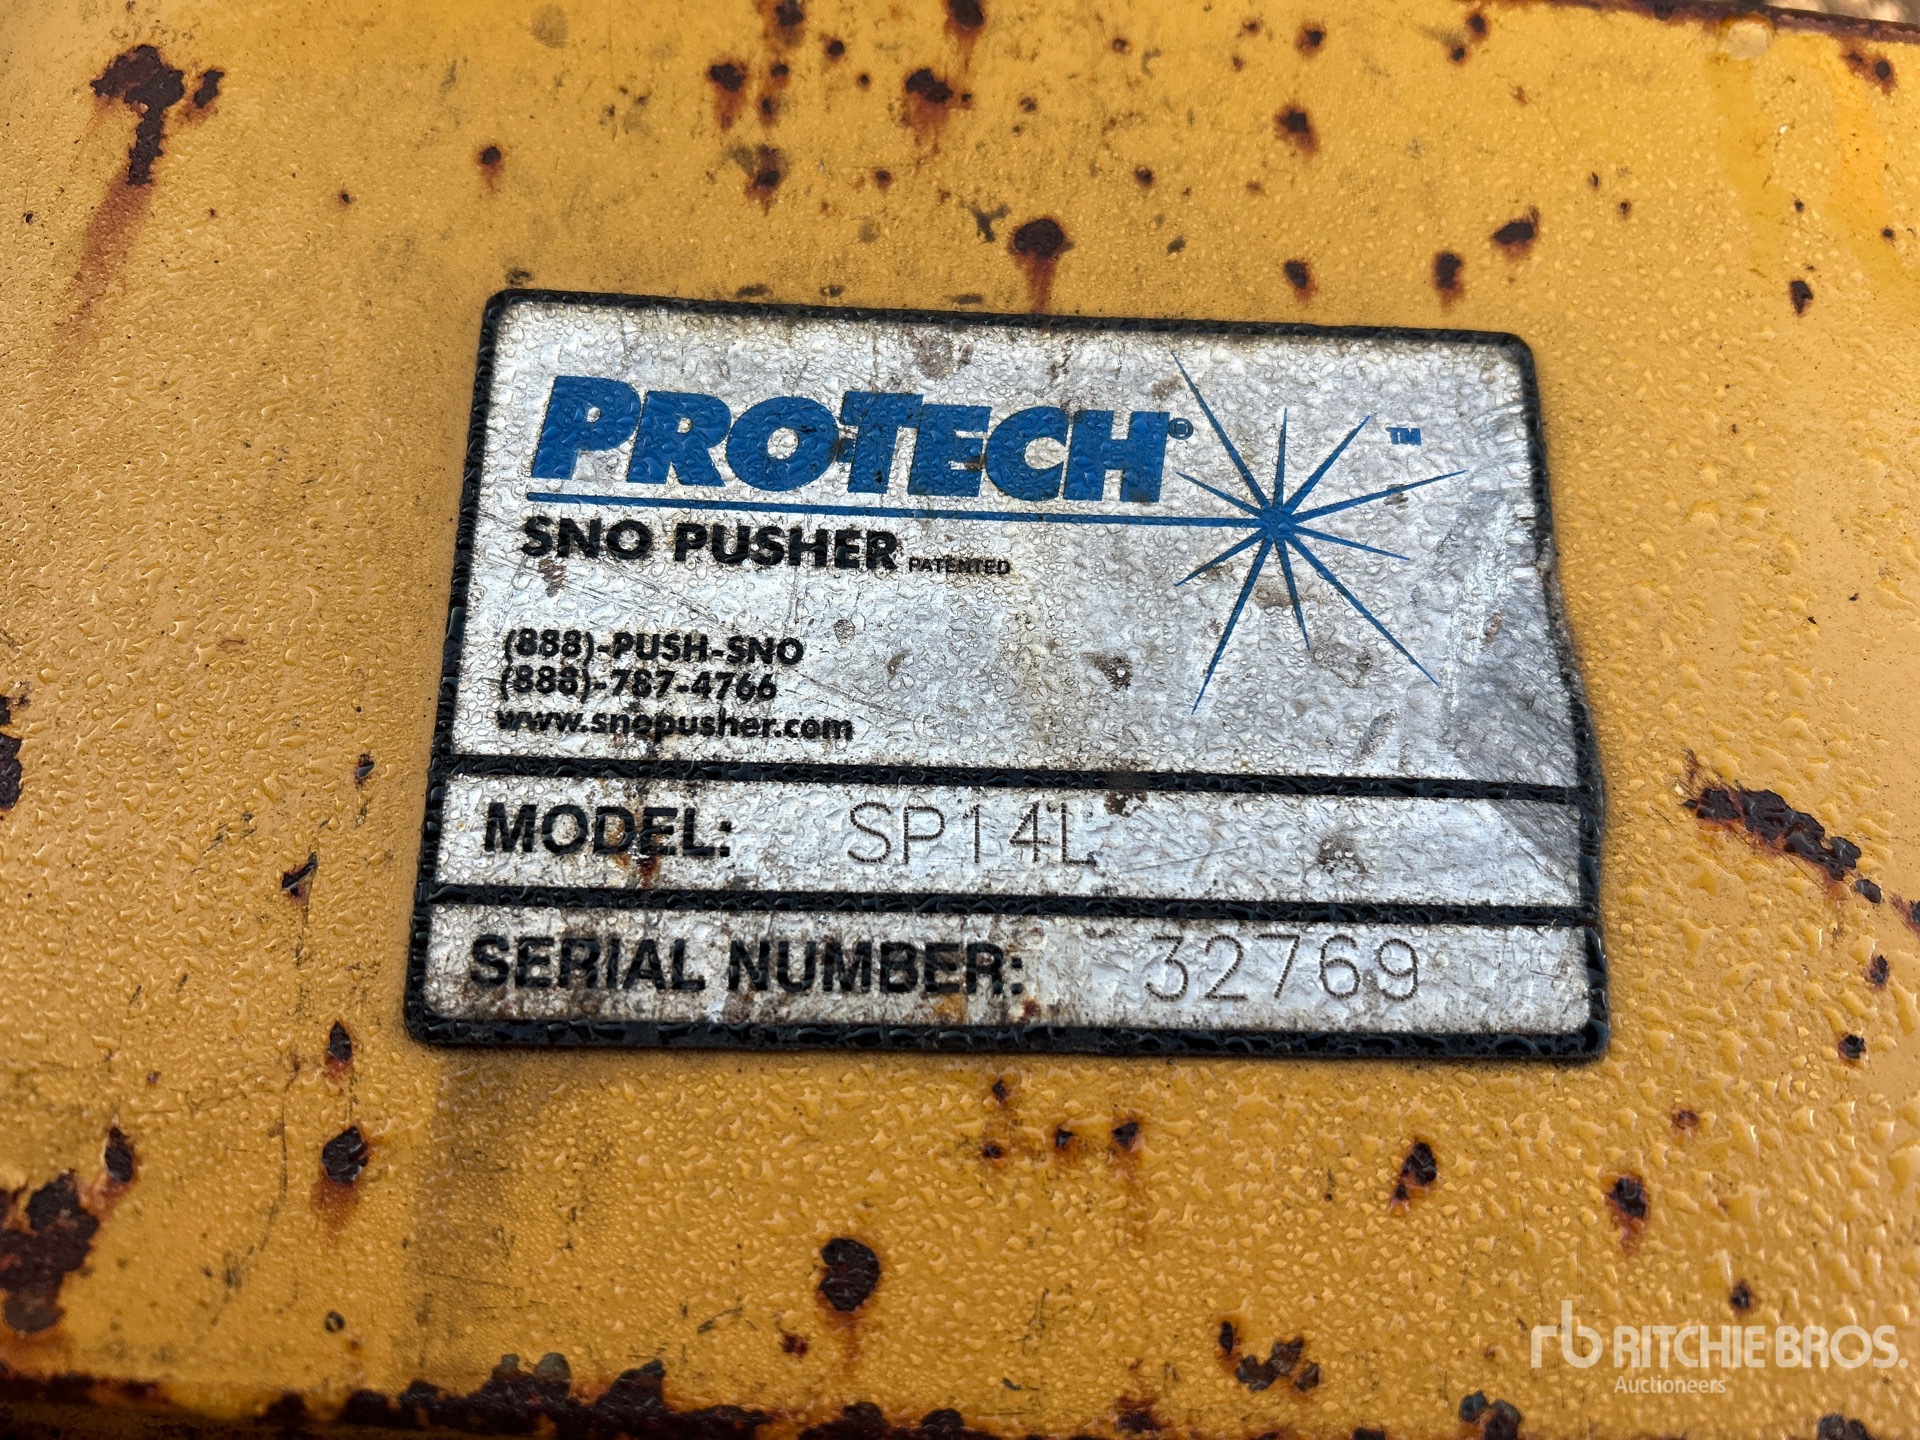 PRO·TECH®
TM
SNO PUSHER PATENTED
(888)-PUSH-SNO
(888)-787-4766
www.snopusher.com
MODEL: SP14L
SERIAL NUMBER: 32769
rb RITCHIE BROS.
Auctioneers